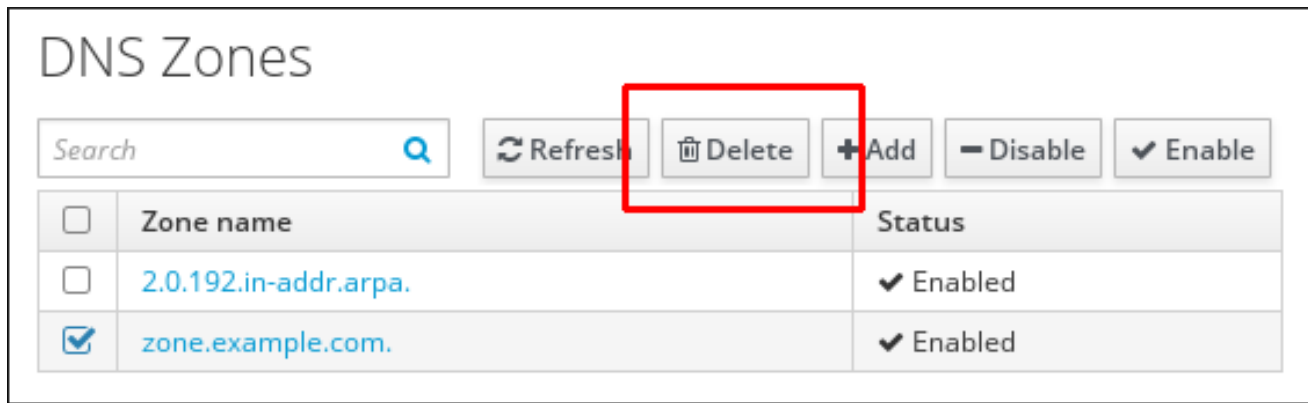 DNS Zones
Search Refresh Delete Add Disable Enable
Zone name Status
2.0.192.in-addr.arpa. Enabled
zone.example.com. Enabled